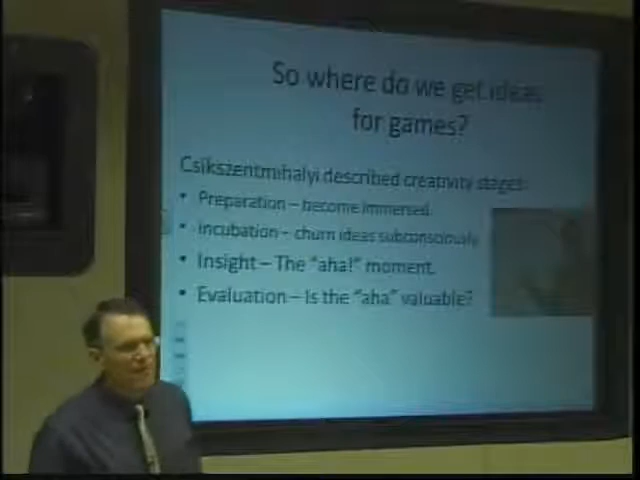 So where do we get ideas
for games?
Csikszentmihalyi described creativity stages:
• Preparation – become immersed.
• incubation – churn ideas subconsciously
• Insight – The "aha!" moment.
• Evaluation – Is the "aha" valuable?